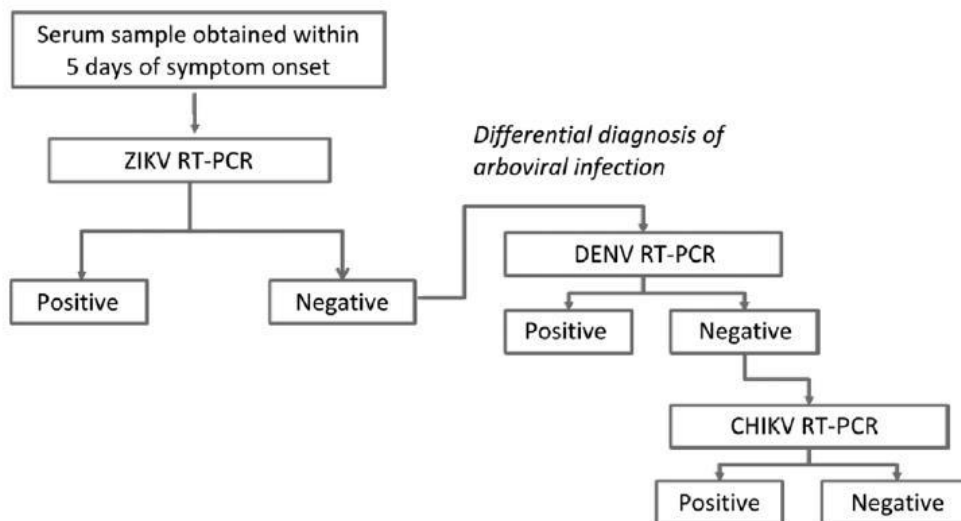 Serum sample obtained within
5 days of symptom onset
ZIKV RT-PCR
Positive
Negative
Differential diagnosis of
arboviral infection
DENV RT-PCR
Positive
Negative
CHIKV RT-PCR
Positive
Negative